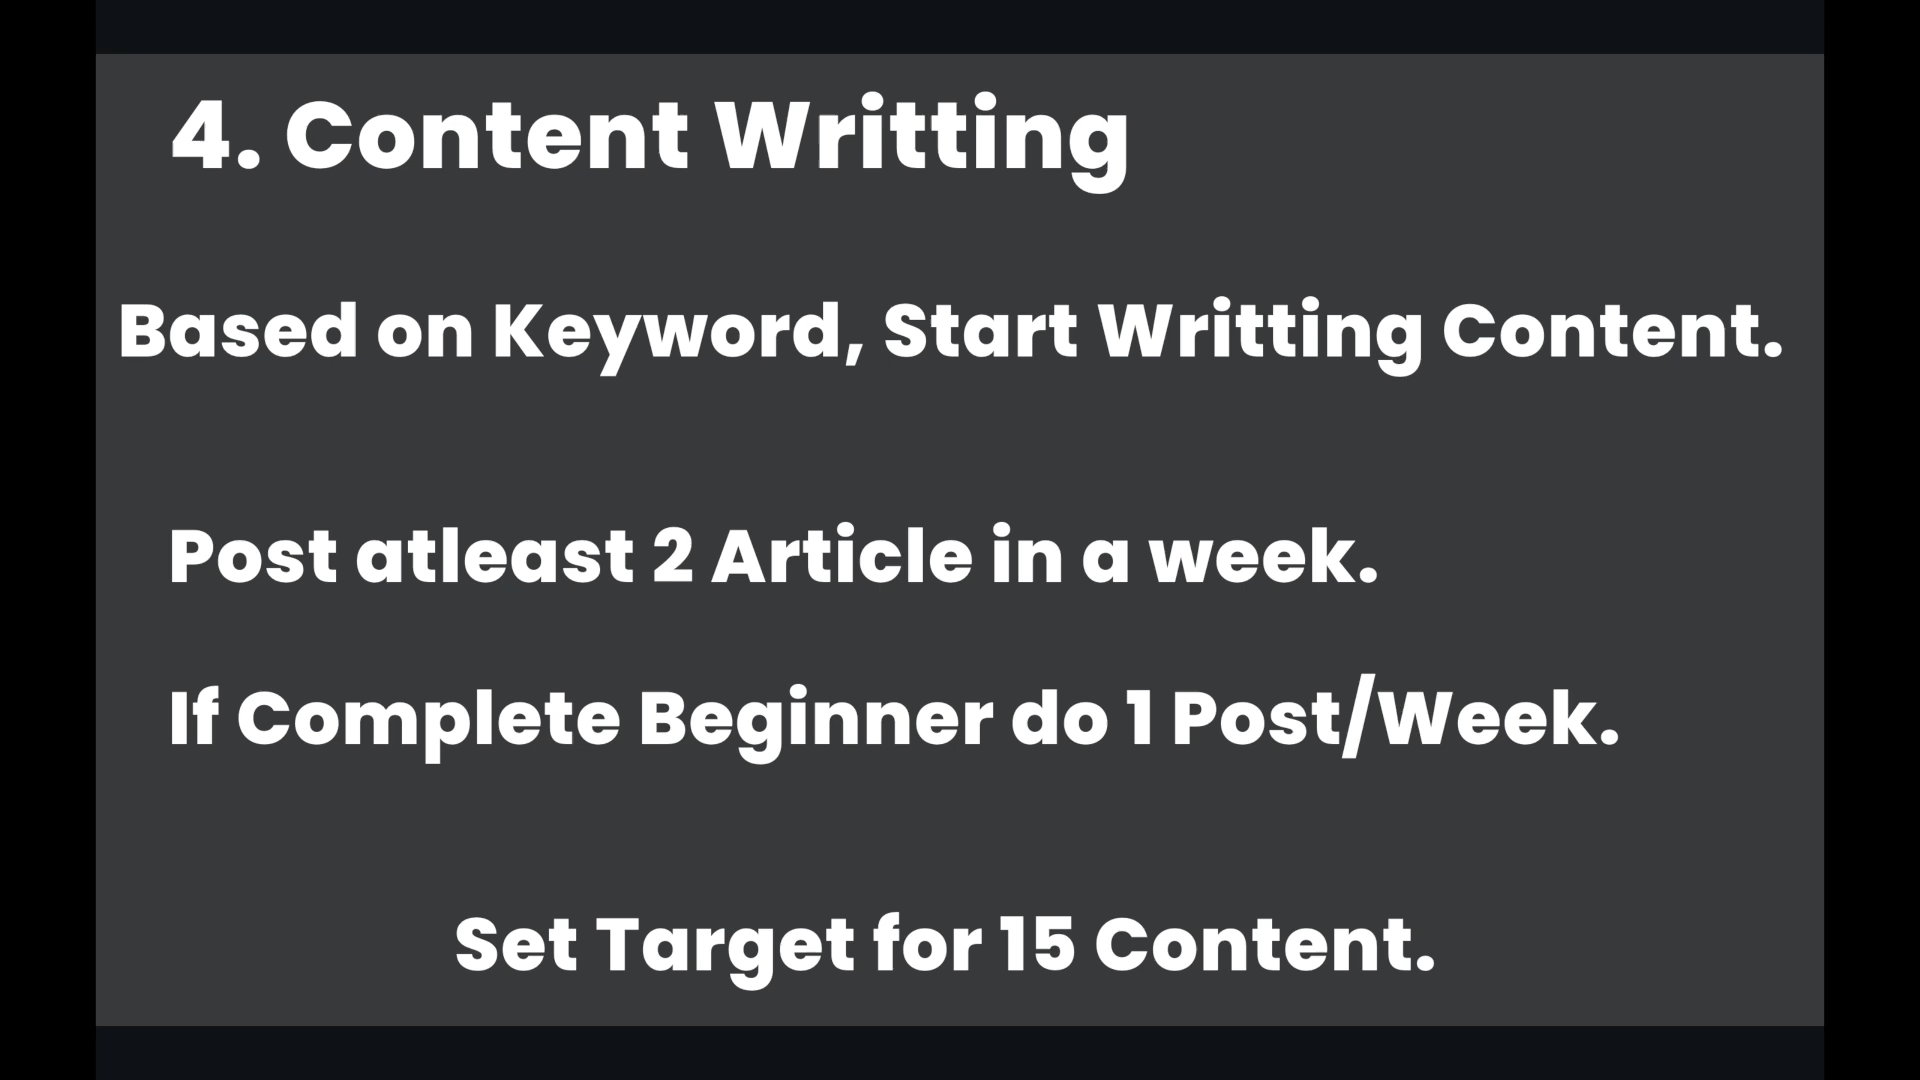 4. Content Writting
Based on Keyword, Start Writting Content.
Post atleast 2 Article in a week.
If Complete Beginner do 1 Post/Week.
Set Target for 15 Content.